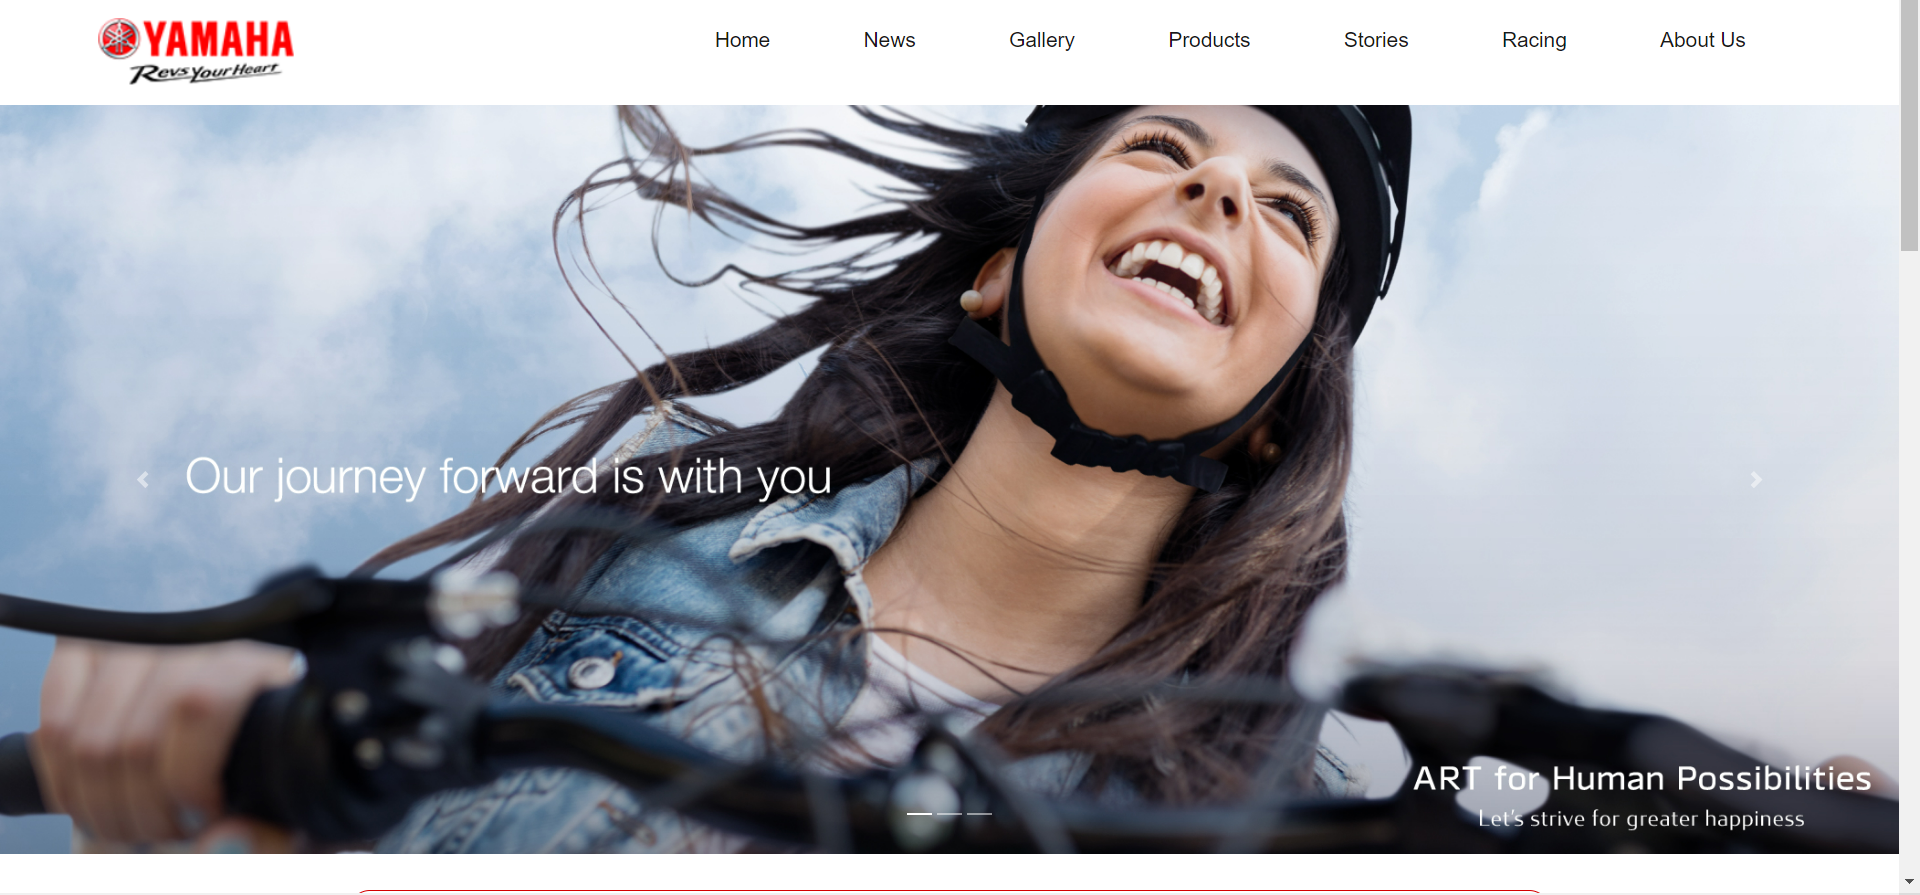 YAMAHA
Revs Your Heart
Home
News
Gallery
Products
Stories
Racing
About Us
Our journey forward is with you
ART for Human Possibilities
Let's strive for greater happiness